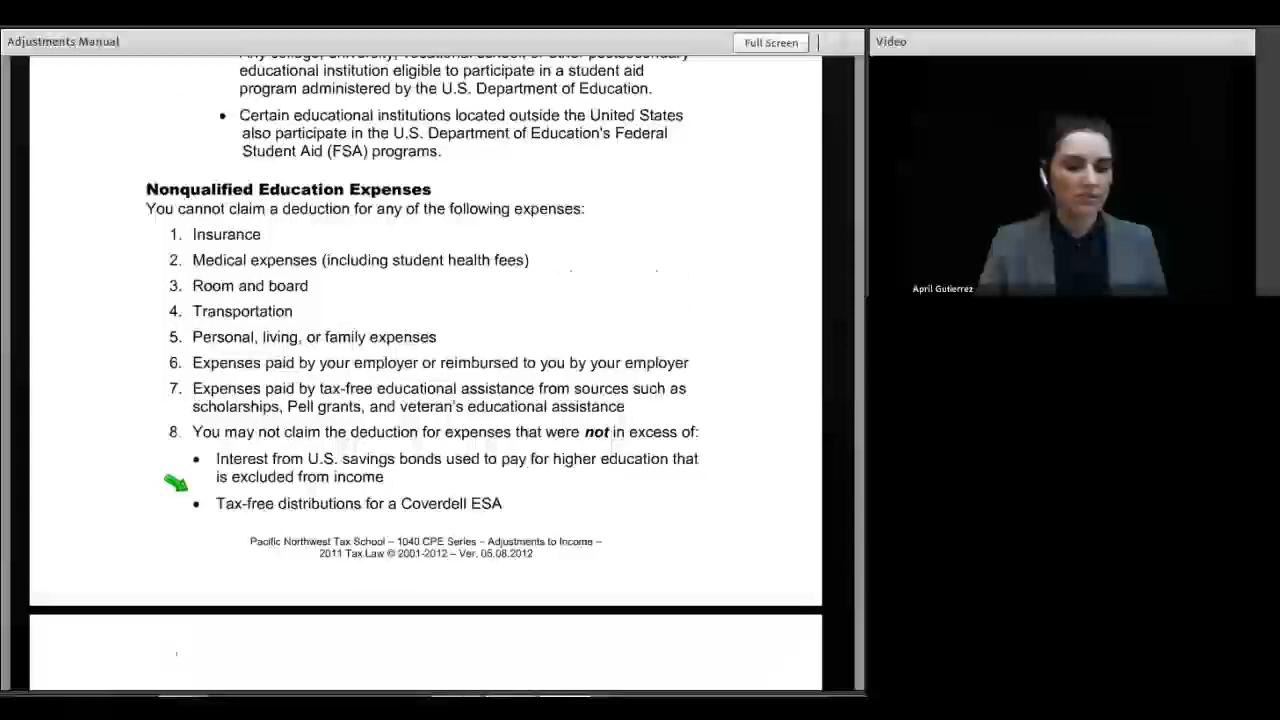 Adjustments Manual
Full Screen
Video
Any college, university, vocational school, or other postsecondary
educational institution eligible to participate in a student aid
program administered by the U.S. Department of Education.
• Certain educational institutions located outside the United States
also participate in the U.S. Department of Education's Federal
Student Aid (FSA) programs.
Nonqualified Education Expenses
You cannot claim a deduction for any of the following expenses:
1. Insurance
2. Medical expenses (including student health fees)
3. Room and board
4. Transportation
5. Personal, living, or family expenses
6. Expenses paid by your employer or reimbursed to you by your employer
7. Expenses paid by tax-free educational assistance from sources such as
scholarships, Pell grants, and veteran's educational assistance
8. You may not claim the deduction for expenses that were not in excess of:
• Interest from U.S. savings bonds used to pay for higher education that
is excluded from income
• Tax-free distributions for a Coverdell ESA
Pacific Northwest Tax School – 1040 CPE Series – Adjustments to Income –
2011 Tax Law © 2001-2012 – Ver. 05.08.2012
April Gutierrez